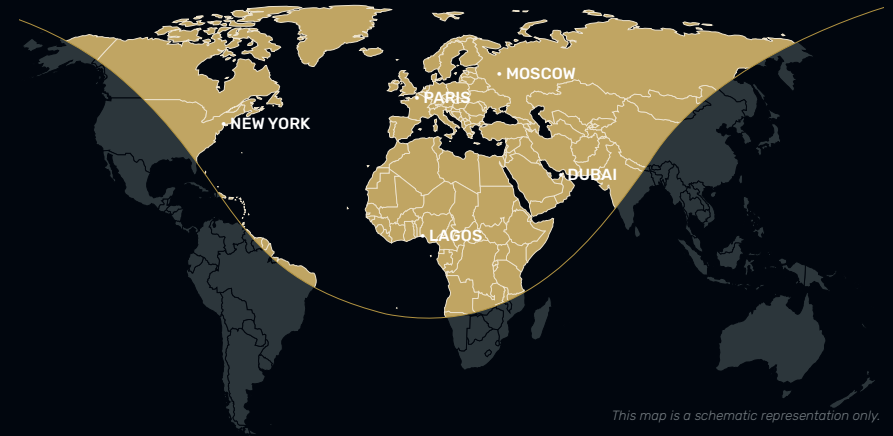 MOSCOW
PARIS
NEW YORK
DUBAI
LAGOS
This map is a schematic representation only.